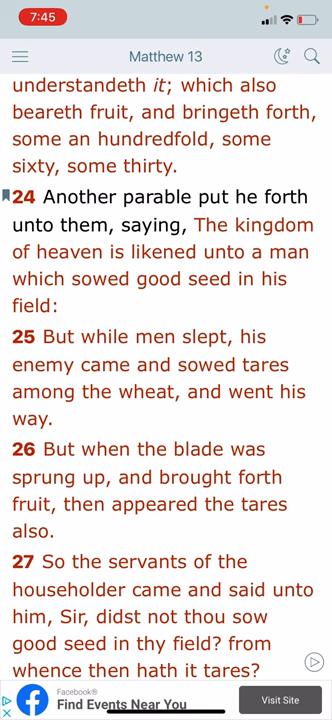 7:45
Matthew 13
understandeth it; which also
beareth fruit, and bringeth forth,
some an hundredfold, some
sixty, some thirty.
24 Another parable put he forth
unto them, saying, The kingdom
of heaven is likened unto a man
which sowed good seed in his
field:
25 But while men slept, his
enemy came and sowed tares
among the wheat, and went his
way.
26 But when the blade was
sprung up, and brought forth
fruit, then appeared the tares
also.
27 So the servants of the
householder came and said unto
him, Sir, didst not thou sow
good seed in thy field? from
whence then hath it tares?
Facebook®
Find Events Near You
Visit Site